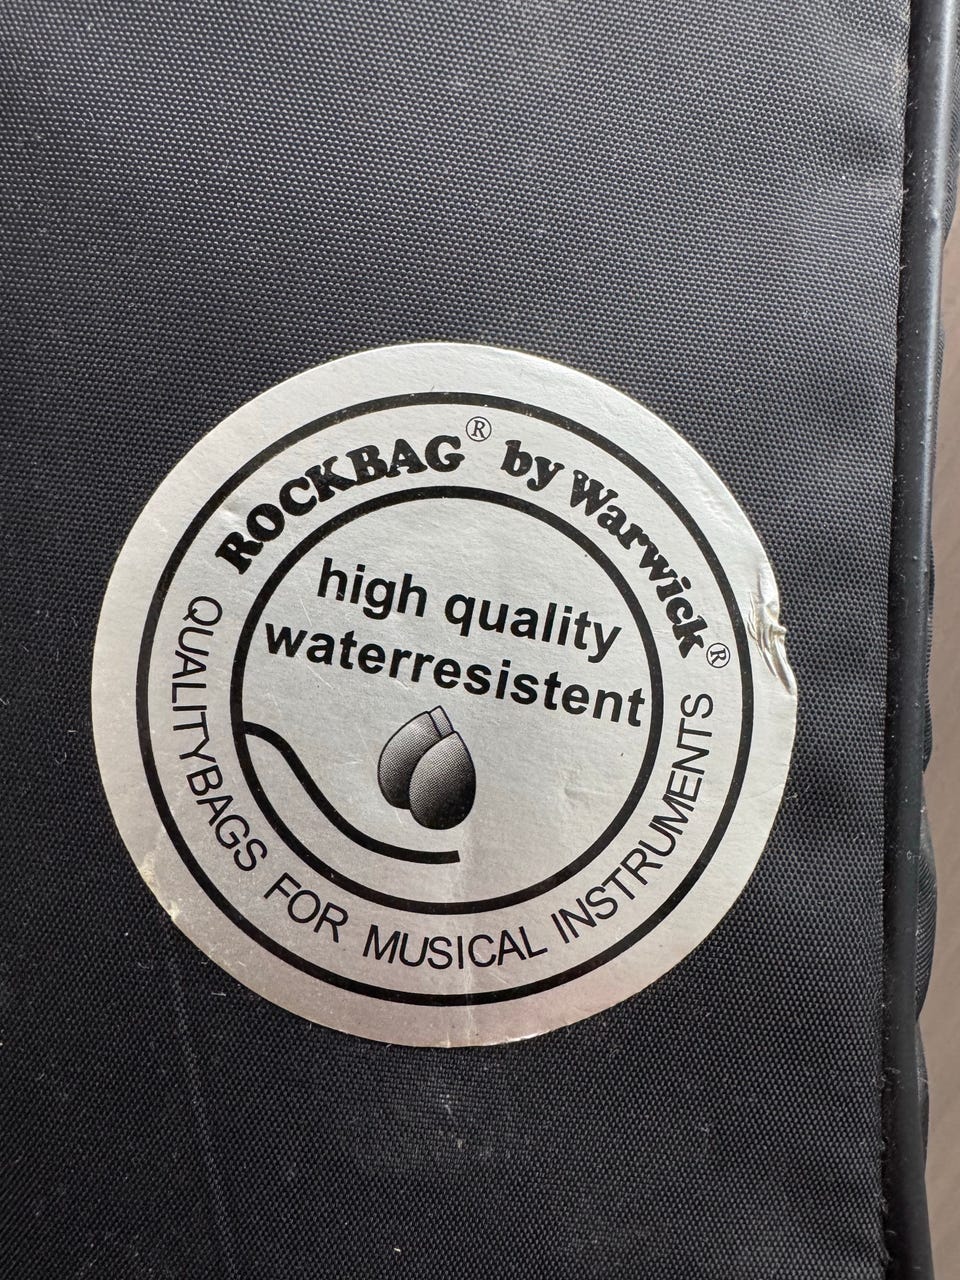 ROCKBAG® by Warwick®
high quality
waterresistent
QUALITYBAGS FOR MUSICAL INSTRUMENTS